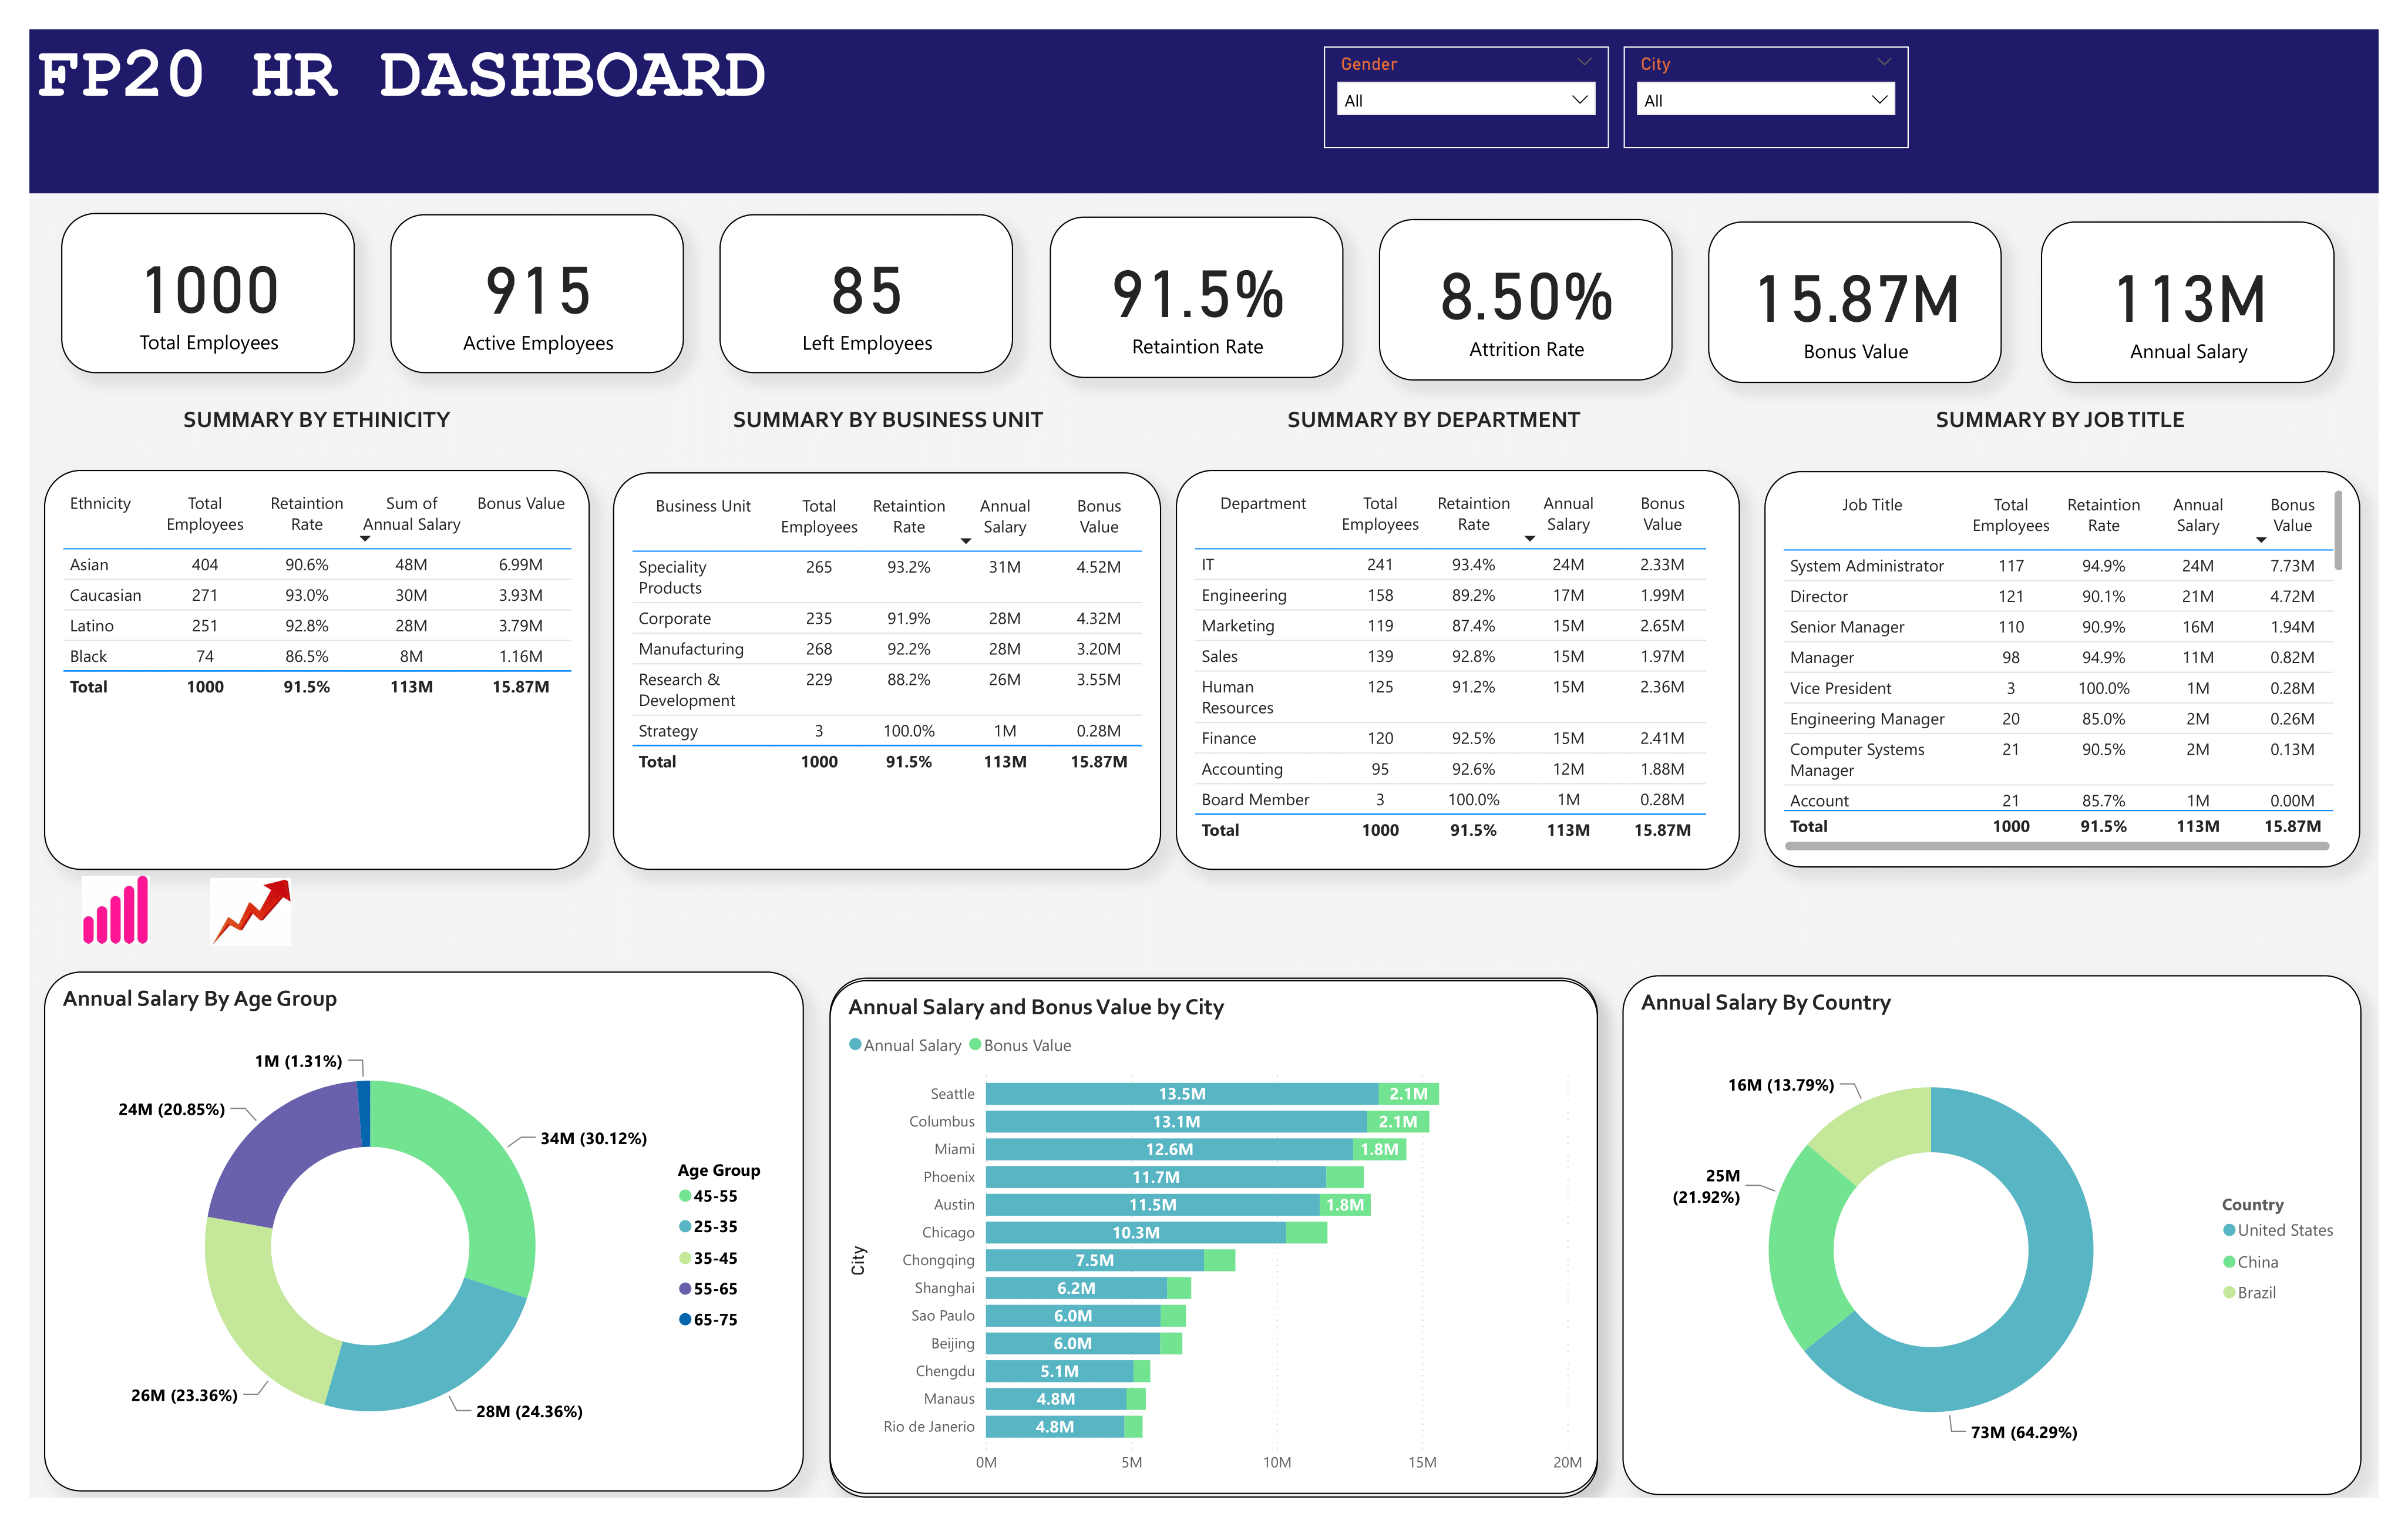 FP20 HR DASHBOARD
Gender
All
City
All
1000
Total Employees
915
Active Employees
85
Left Employees
91.5%
Retaintion Rate
8.50%
Attrition Rate
15.87M
Bonus Value
113M
Annual Salary
SUMMARY BY ETHINICITY
Ethnicity Total Employees Retaintion Rate Sum of Annual Salary Bonus Value
Asian 404 90.6% 48M 6.99M
Caucasian 271 93.0% 30M 3.93M
Latino 251 92.8% 28M 3.79M
Black 74 86.5% 8M 1.16M
Total 1000 91.5% 113M 15.87M
SUMMARY BY BUSINESS UNIT
Business Unit Total Employees Retaintion Rate Annual Salary Bonus Value
Speciality Products 265 93.2% 31M 4.52M
Corporate 235 91.9% 28M 4.32M
Manufacturing 268 92.2% 28M 3.20M
Research & Development 229 88.2% 26M 3.55M
Strategy 3 100.0% 1M 0.28M
Total 1000 91.5% 113M 15.87M
SUMMARY BY DEPARTMENT
Department Total Employees Retaintion Rate Annual Salary Bonus Value
IT 241 93.4% 24M 2.33M
Engineering 158 89.2% 17M 1.99M
Marketing 119 87.4% 15M 2.65M
Sales 139 92.8% 15M 1.97M
Human Resources 125 91.2% 15M 2.36M
Finance 120 92.5% 15M 2.41M
Accounting 95 92.6% 12M 1.88M
Board Member 3 100.0% 1M 0.28M
Total 1000 91.5% 113M 15.87M
SUMMARY BY JOB TITLE
Job Title Total Employees Retaintion Rate Annual Salary Bonus Value
System Administrator 117 94.9% 24M 7.73M
Director 121 90.1% 21M 4.72M
Senior Manager 110 90.9% 16M 1.94M
Manager 98 94.9% 11M 0.82M
Vice President 3 100.0% 1M 0.28M
Engineering Manager 20 85.0% 2M 0.26M
Computer Systems Manager 21 90.5% 2M 0.13M
Account 21 85.7% 1M 0.00M
Total 1000 91.5% 113M 15.87M
Annual Salary By Age Group
1M (1.31%)
24M (20.85%)
34M (30.12%)
26M (23.36%)
28M (24.36%)
Age Group
45-55
25-35
35-45
55-65
65-75
Annual Salary and Bonus Value by City
Annual Salary Bonus Value
City
Seattle 13.5M 2.1M
Columbus 13.1M 2.1M
Miami 12.6M 1.8M
Phoenix 11.7M
Austin 11.5M 1.8M
Chicago 10.3M
Chongqing 7.5M
Shanghai 6.2M
Sao Paulo 6.0M
Beijing 6.0M
Chengdu 5.1M
Manaus 4.8M
Rio de Janerio 4.8M
0M 5M 10M 15M 20M
Annual Salary By Country
16M (13.79%)
25M
(21.92%)
73M (64.29%)
Country
United States
China
Brazil